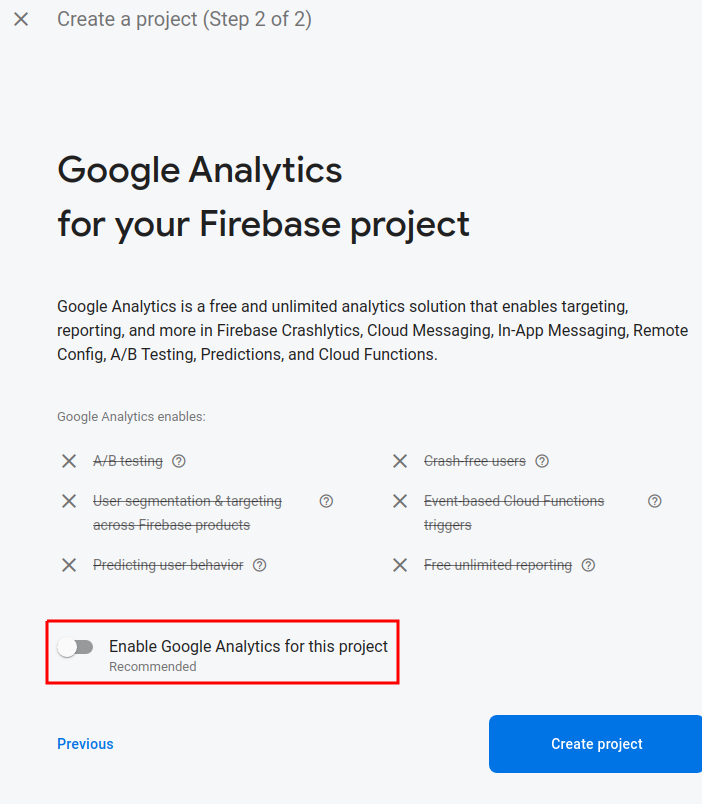 Create a project (Step 2 of 2)
Google Analytics
for your Firebase project
Google Analytics is a free and unlimited analytics solution that enables targeting,
reporting, and more in Firebase Crashlytics, Cloud Messaging, In-App Messaging, Remote
Config, A/B Testing, Predictions, and Cloud Functions.
Google Analytics enables:
A/B testing
Crash-free users
User segmentation & targeting
across Firebase products
Event-based Cloud Functions
triggers
Predicting user behavior
Free unlimited reporting
Enable Google Analytics for this project
Recommended
Previous
Create project